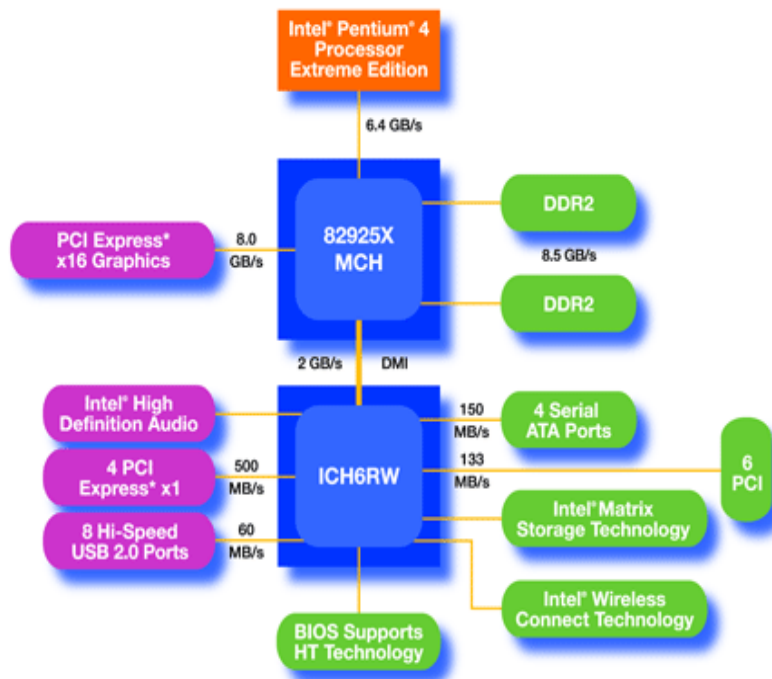 Intel® Pentium® 4
Processor
Extreme Edition
6.4 GB/s
82925X
MCH
DDR2
8.5 GB/s
DDR2
PCI Express*
x16 Graphics
8.0
GB/s
2 GB/s
DMI
Intel® High
Definition Audio
4 PCI
Express* x1
500
MB/s
8 Hi-Speed
USB 2.0 Ports
60
MB/s
ICH6RW
150
MB/s
4 Serial
ATA Ports
133
MB/s
6
PCI
Intel® Matrix
Storage Technology
Intel® Wireless
Connect Technology
BIOS Supports
HT Technology